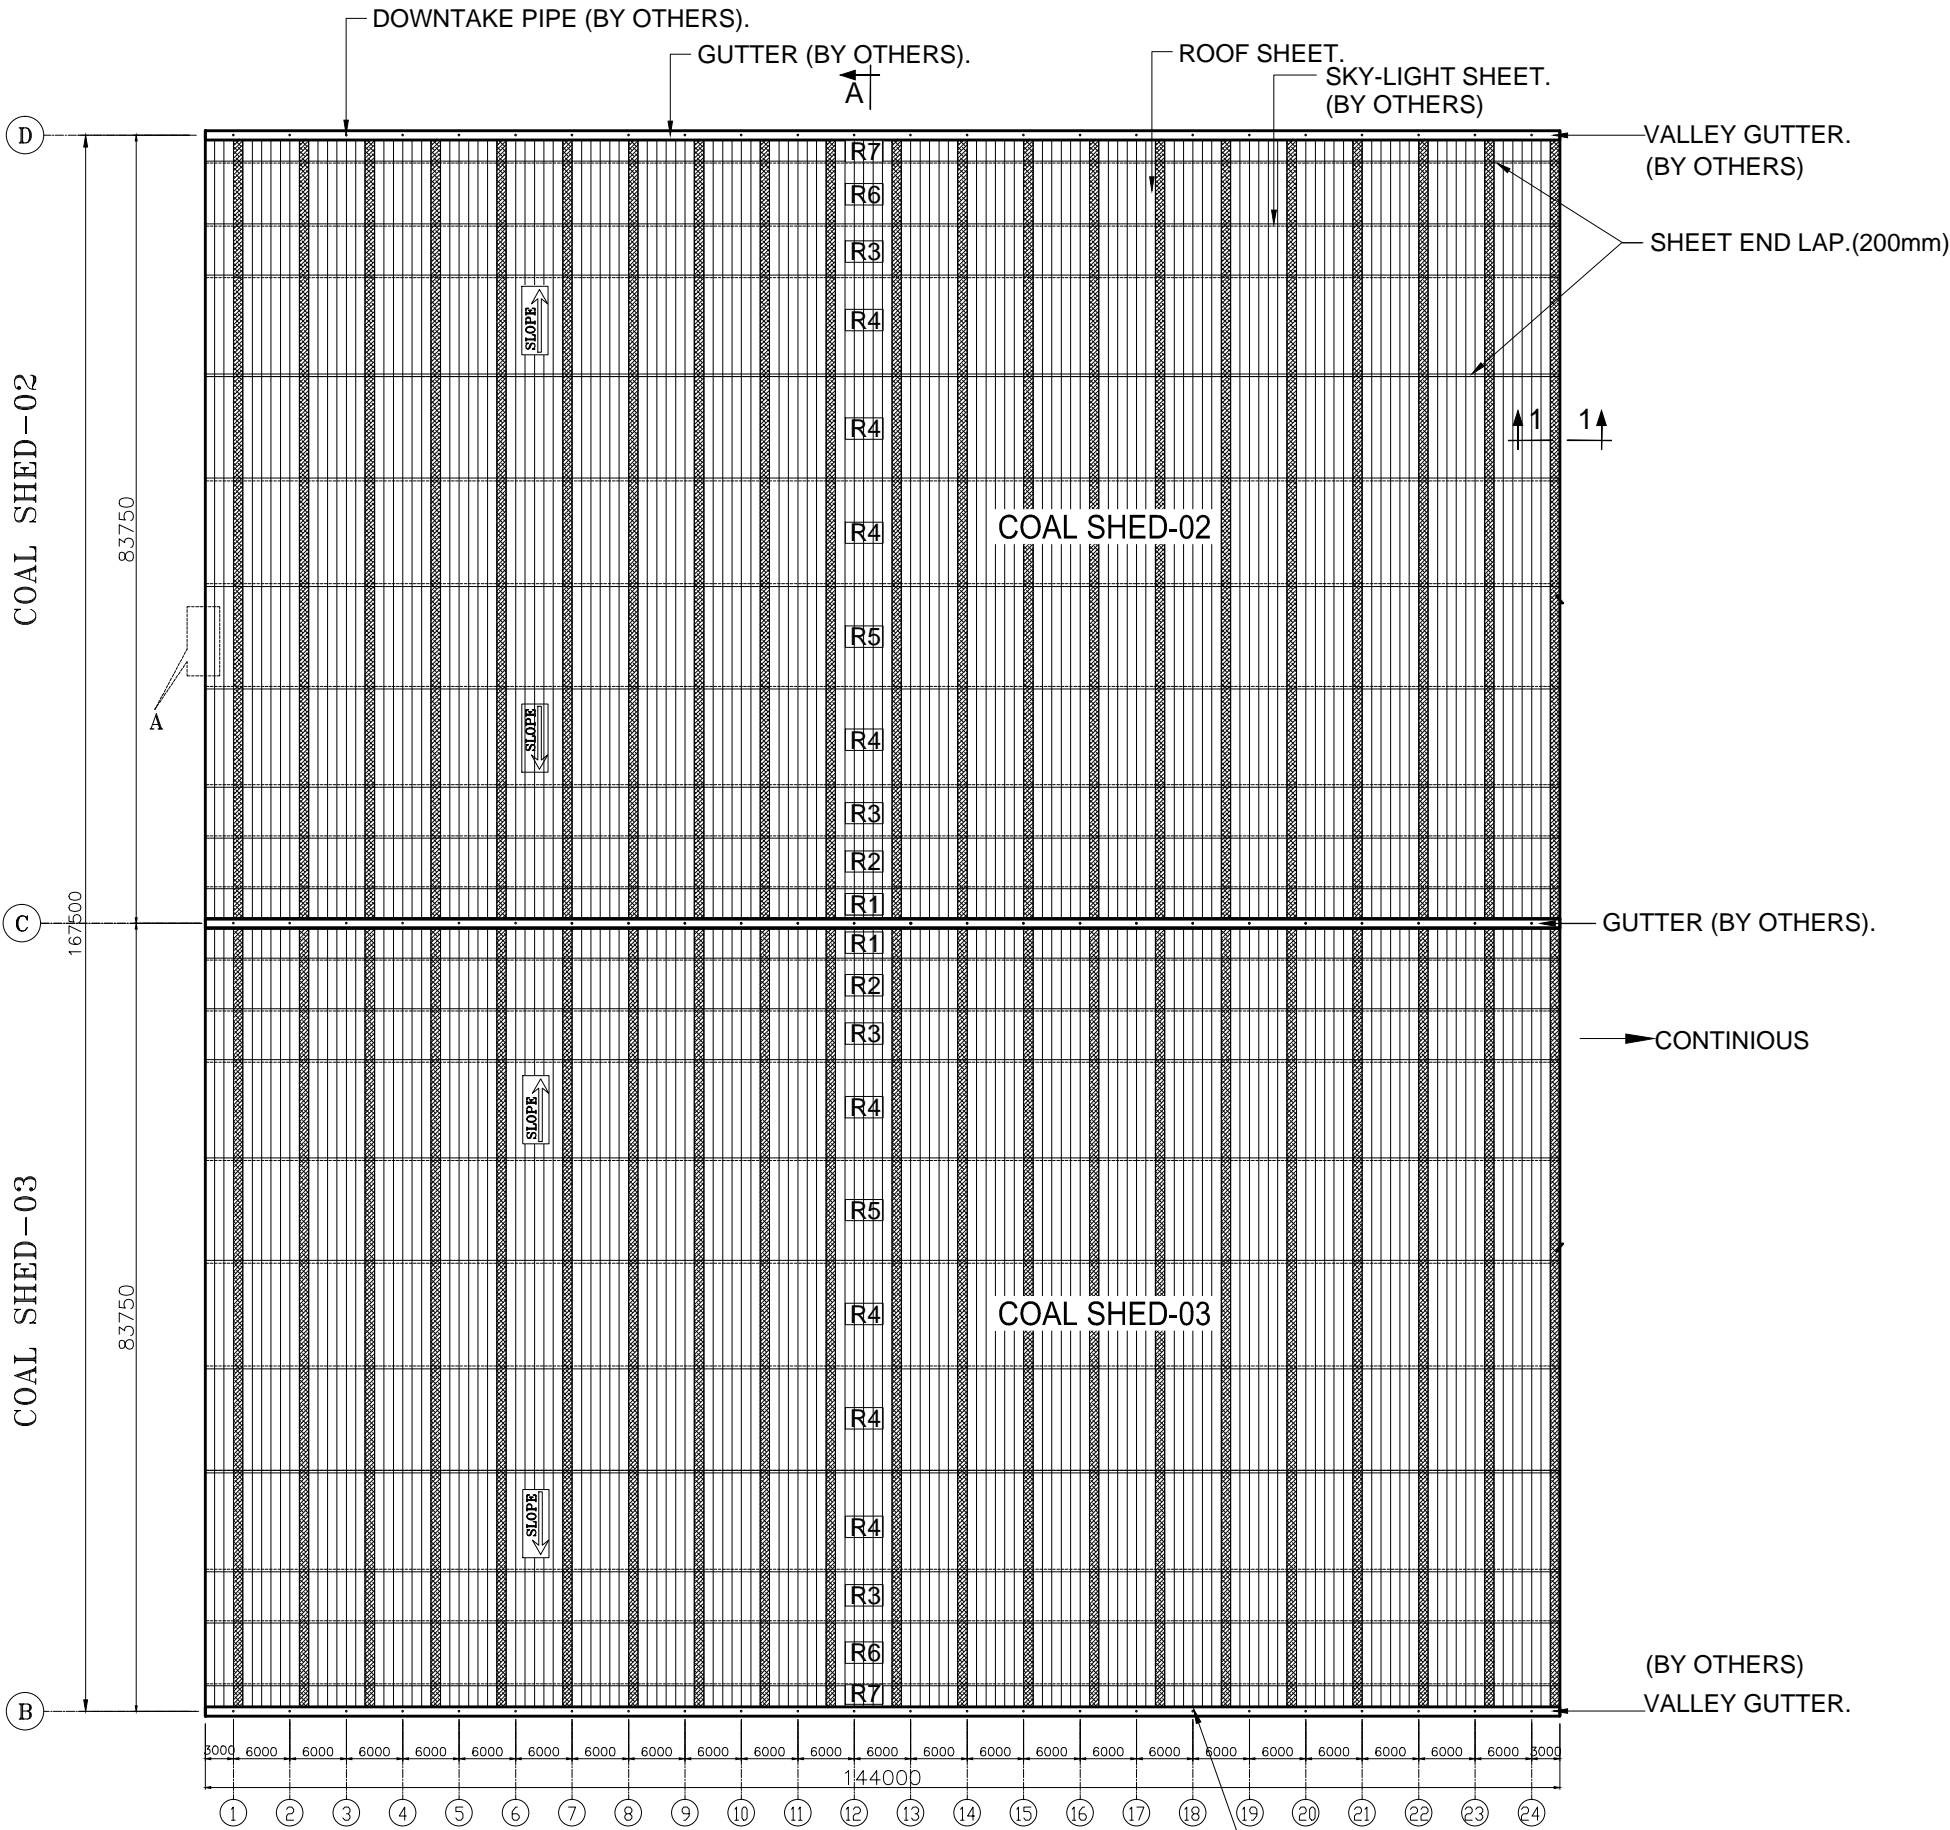 DOWNTAKE PIPE (BY OTHERS).
GUTTER (BY OTHERS).
ROOF SHEET.
SKY-LIGHT SHEET.
(BY OTHERS)
A
D
VALLEY GUTTER.
(BY OTHERS)
R7
R6
SHEET END LAP.(200mm)
R3
SLOPE
R4
COAL SHED-02
R4
1 1
83750
R4
COAL SHED-02
R5
A
SLOPE
R4
R3
R2
R1
167500
C
GUTTER (BY OTHERS).
R1
R2
R3
CONTINIOUS
SLOPE
R4
R5
COAL SHED-03
83750
R4
COAL SHED-03
R4
SLOPE
R4
R3
R6
(BY OTHERS)
R7
B
VALLEY GUTTER.
3000 6000 6000 6000 6000 6000 6000 6000 6000 6000 6000 6000 6000 6000 6000 6000 6000 6000 6000 6000 6000 6000 6000 6000 3000
144000
1 2 3 4 5 6 7 8 9 10 11 12 13 14 15 16 17 18 19 20 21 22 23 24